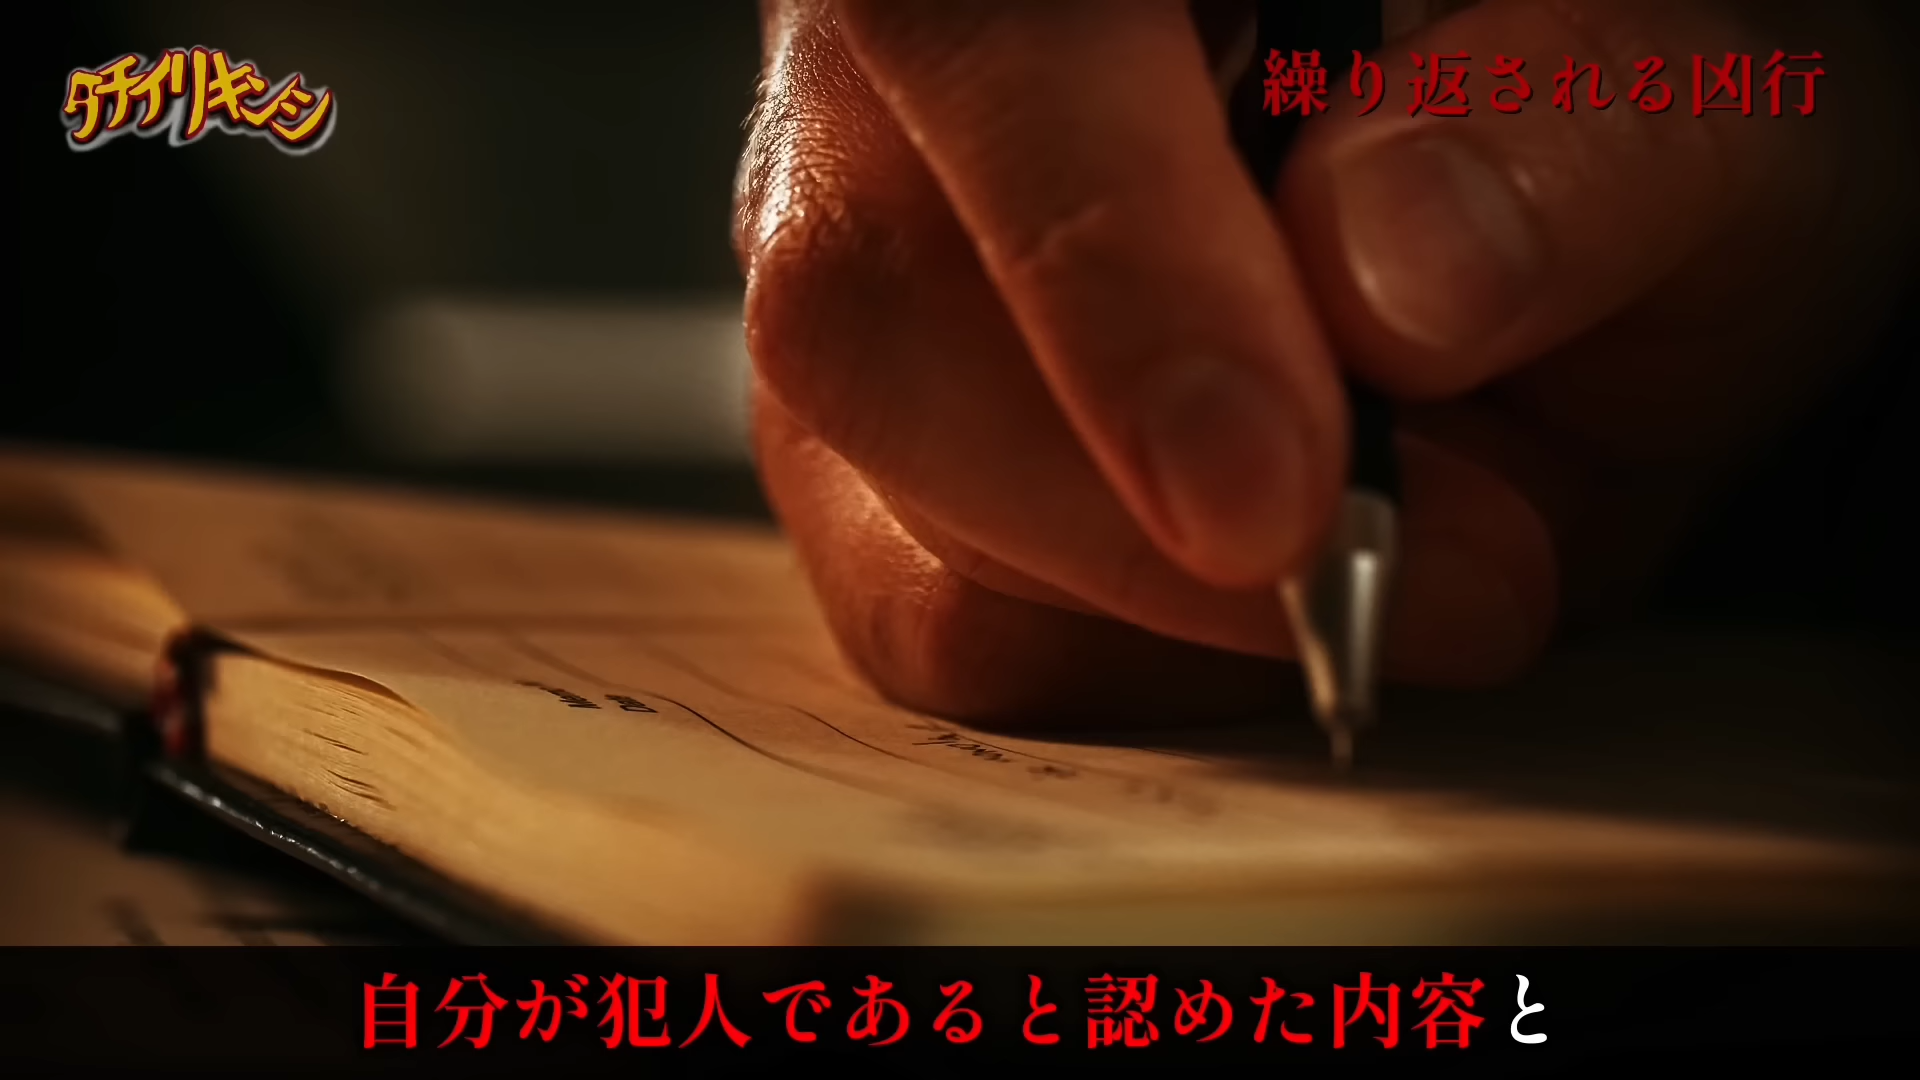 タチイリキンシ
繰り返される凶行
Date
自分が犯人であると認めた内容と